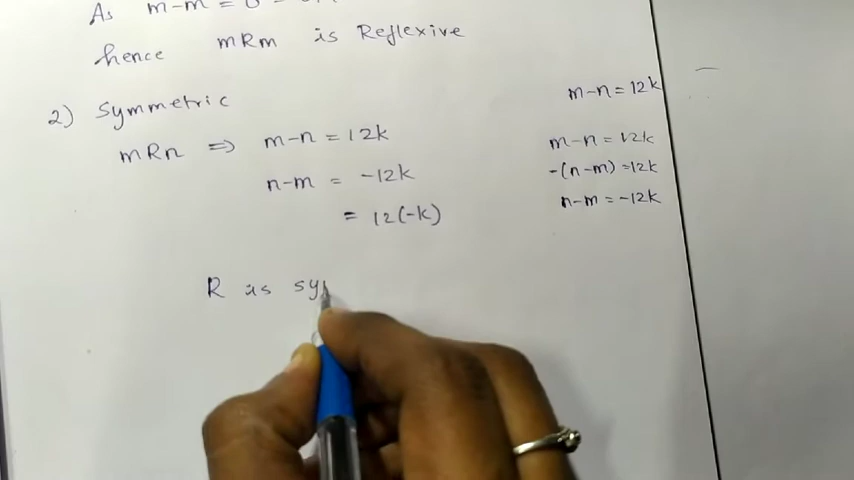 As m-m = 0 =
hence mRm is Reflexive
2) Symmetric
mRn ⇒ m-n = 12k
n-m = -12k
= 12(-k)
R is sy
m-n = 12k
m-n = 12k
-(n-m) = 12k
n-m = -12k